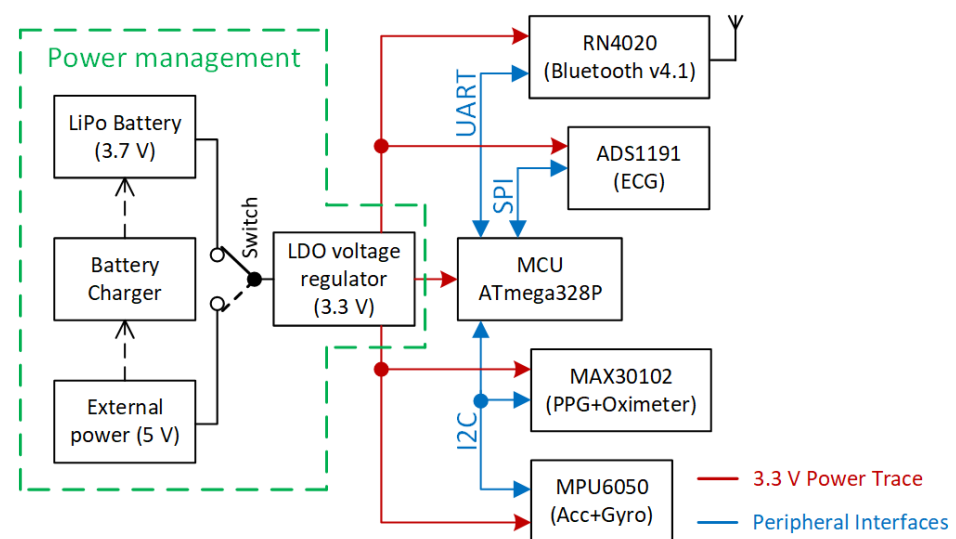 Power management
LiPo Battery
(3.7 V)
Battery
Charger
External
power (5 V)
Switch
LDO voltage
regulator
(3.3 V)
RN4020
(Bluetooth v4.1)
UART
ADS1191
(ECG)
SPI
MCU
ATmega328P
MAX30102
(PPG+Oximeter)
I2C
MPU6050
(Acc+Gyro)
3.3 V Power Trace
Peripheral Interfaces